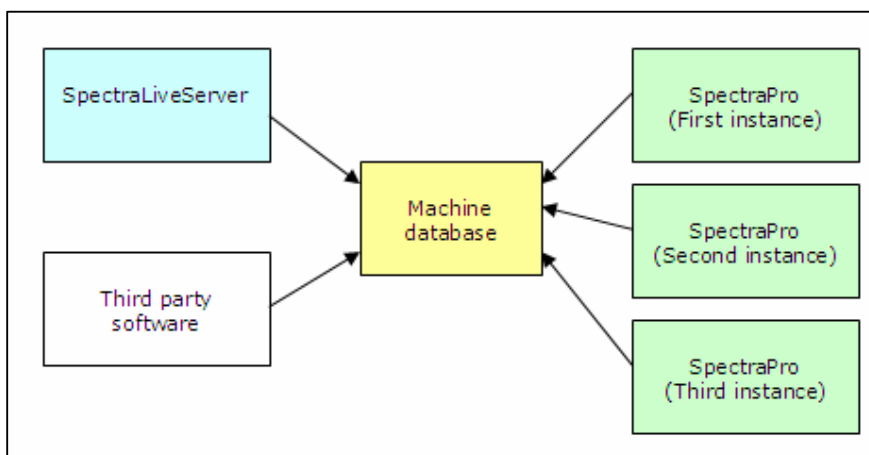 SpectraLiveServer
Third party
software
Machine
database
SpectraPro
(First instance)
SpectraPro
(Second instance)
SpectraPro
(Third instance)